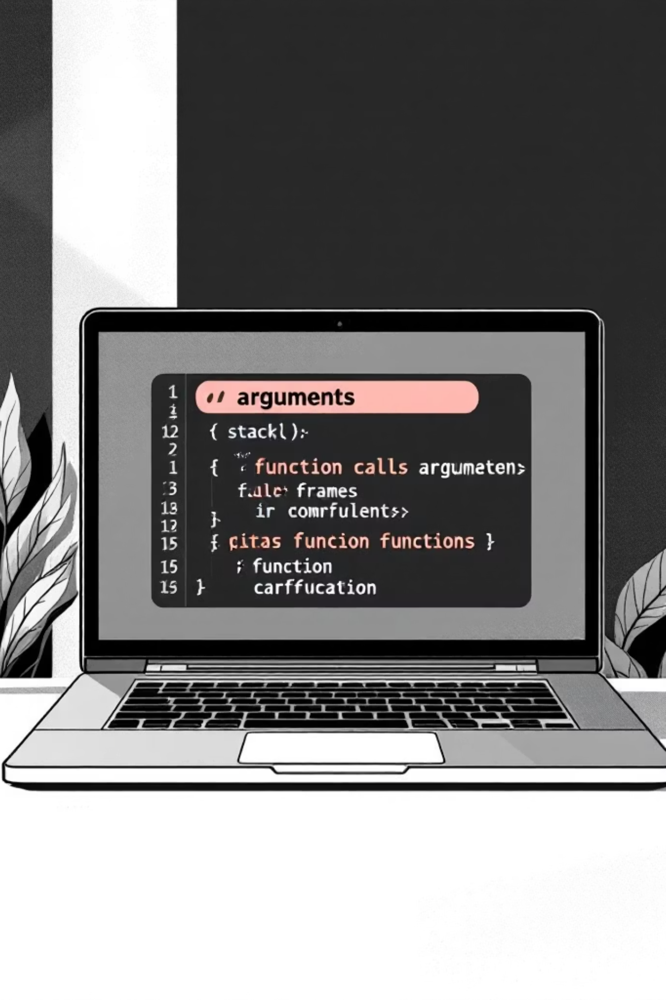 1 arguments
12 { stackl);
2
1 { function calls argumeten>
3 frames
13 ir comrfulent>>
12 }
15 { citas funcion functions }
15 ; function
15 } carffucation